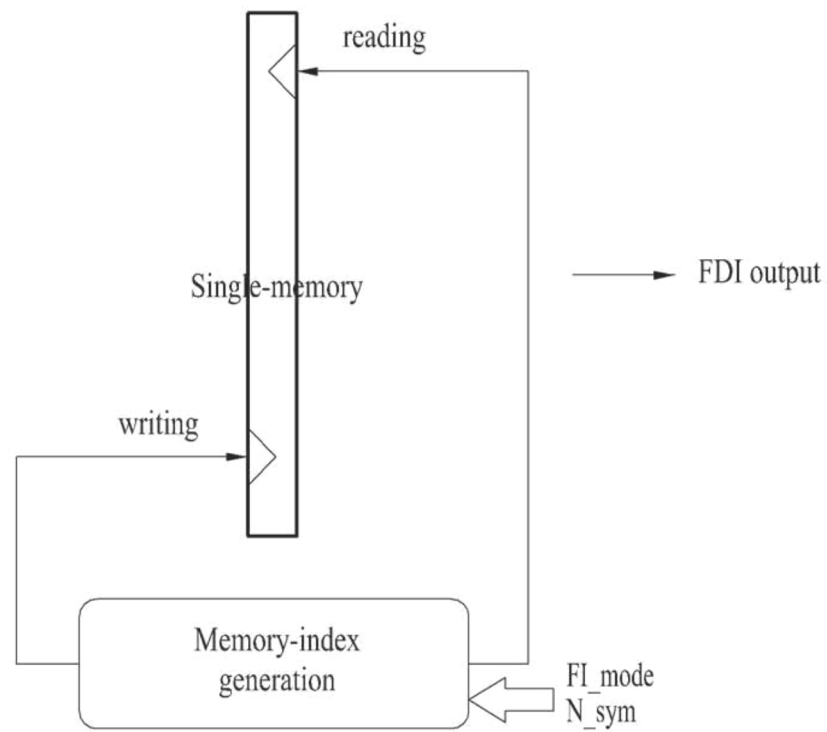 reading
FDI output
Single-memory
writing
Memory-index
generation
FI_mode
N_sym